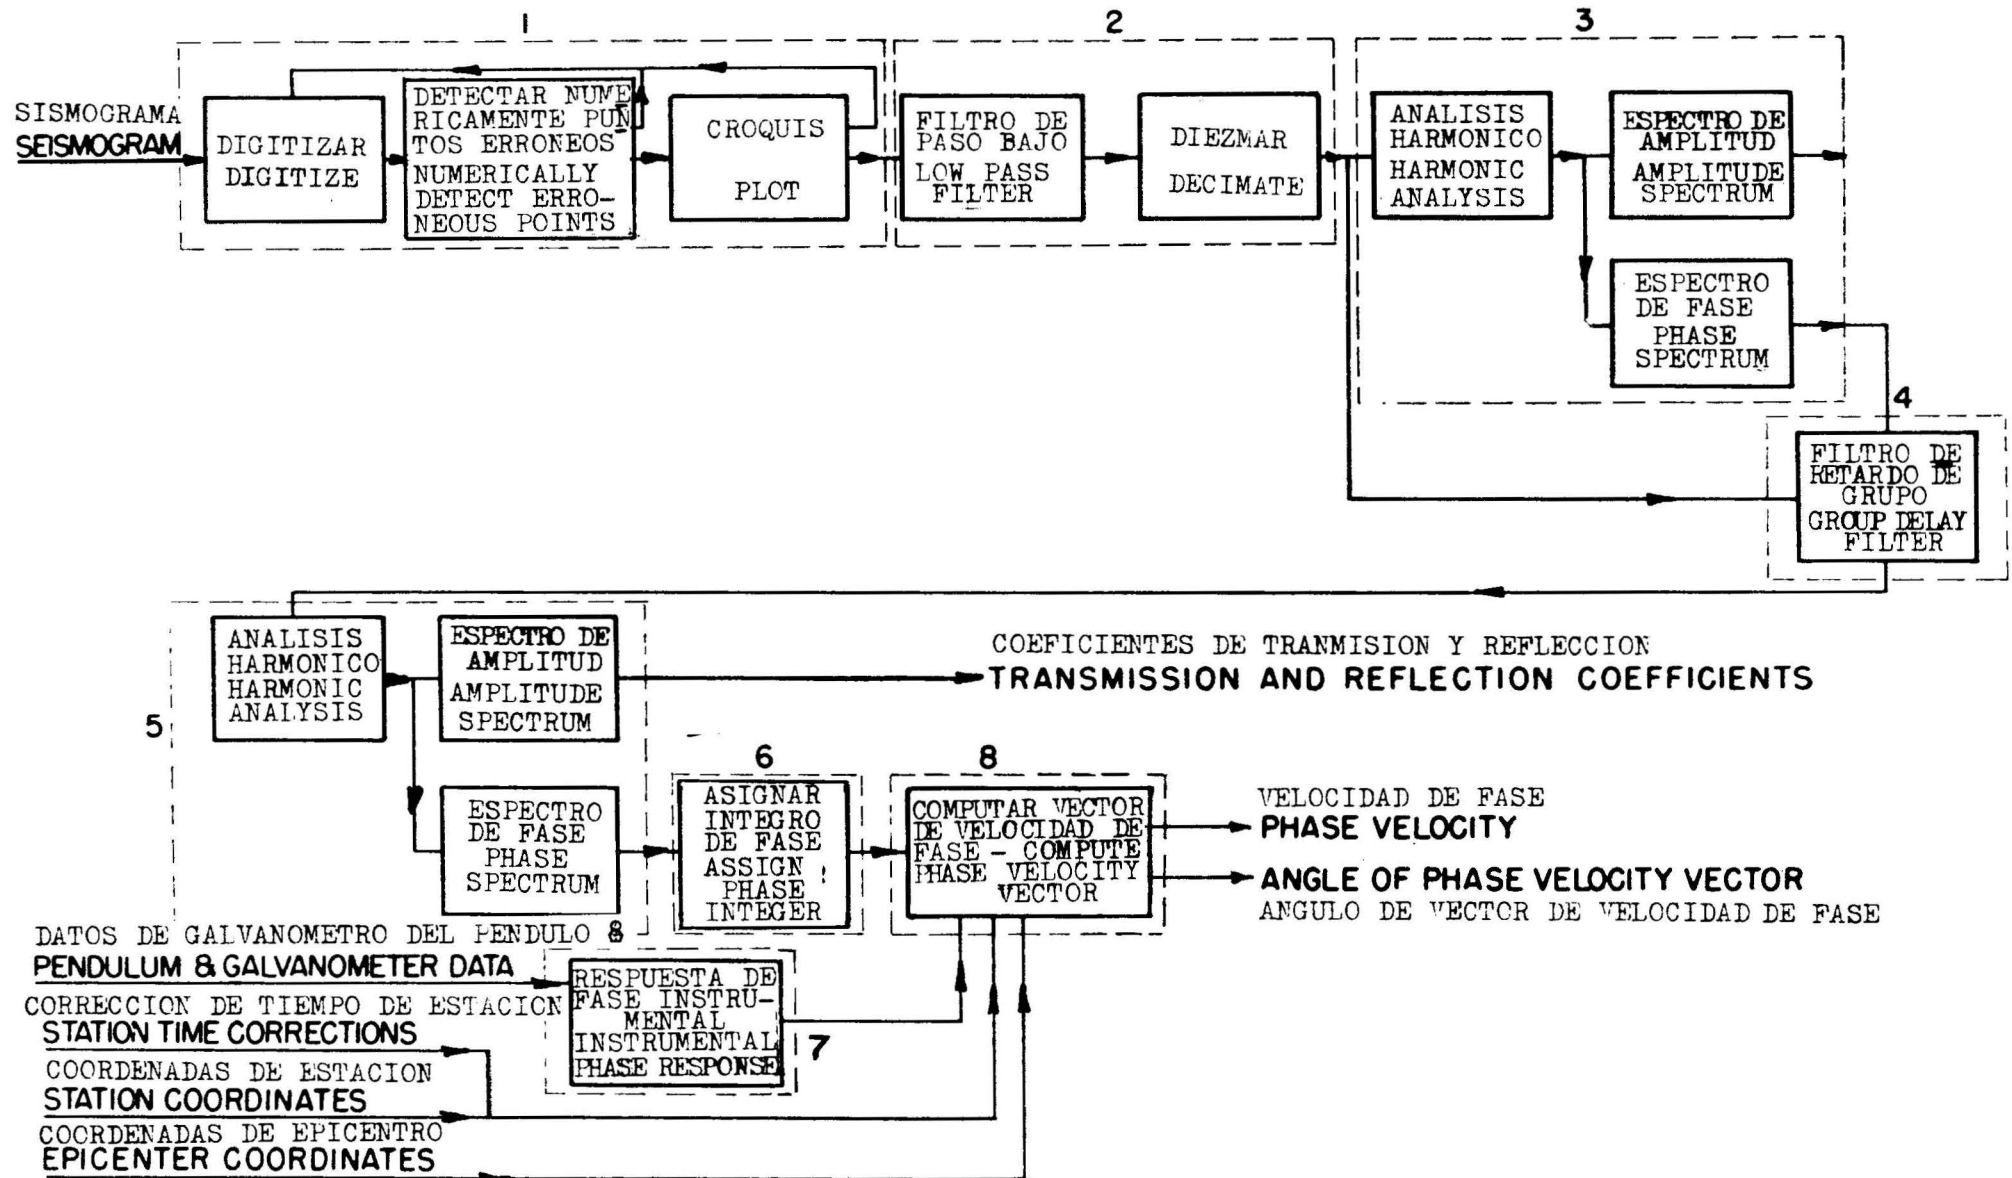 1
2
3
SISMOGRAMA
SEISMOGRAM
DIGITIZAR
DIGITIZE
DETECTAR NUME
RICAMENTE PUN
TOS ERRONEOS
NUMERICALLY
DETECT ERRO-
NEOUS POINTS
CROQUIS
PLOT
FILTRO DE
PASO BAJO
LOW PASS
FILTER
DIEZMAR
DECIMATE
ANALISIS
HARMONICO
HARMONIC
ANALYSIS
ESPECTRO DE
AMPLITUD
AMPLITUDE
SPECTRUM
ESPECTRO
DE FASE
PHASE
SPECTRUM
4
FILTRO DE
RETARDO DE
GRUPO
GROUP DELAY
FILTER
5
ANALISIS
HARMONICO
HARMONIC
ANALYSIS
ESPECTRO DE
AMPLITUD
AMPLITUDE
SPECTRUM
COEFICIENTES DE TRANMISION Y REFLECCION
TRANSMISSION AND REFLECTION COEFFICIENTS
ESPECTRO
DE FASE
PHASE
SPECTRUM
6
ASIGNAR
INTEGRO
DE FASE
ASSIGN
PHASE
INTEGER
8
COMPUTAR VECTOR
DE VELOCIDAD DE
FASE - COMPUTE
PHASE VELOCITY
VECTOR
VELOCIDAD DE FASE
PHASE VELOCITY
ANGLE OF PHASE VELOCITY VECTOR
ANGULO DE VECTOR DE VELOCIDAD DE FASE
DATOS DE GALVANOMETRO DEL PENDULO &
PENDULUM & GALVANOMETER DATA
RESPUESTA DE
FASE INSTRU-
MENTAL
INSTRUMENTAL
PHASE RESPONSE
7
CORRECCION DE TIEMPO DE ESTACION
STATION TIME CORRECTIONS
COORDENADAS DE ESTACION
STATION COORDINATES
COORDENADAS DE EPICENTRO
EPICENTER COORDINATES